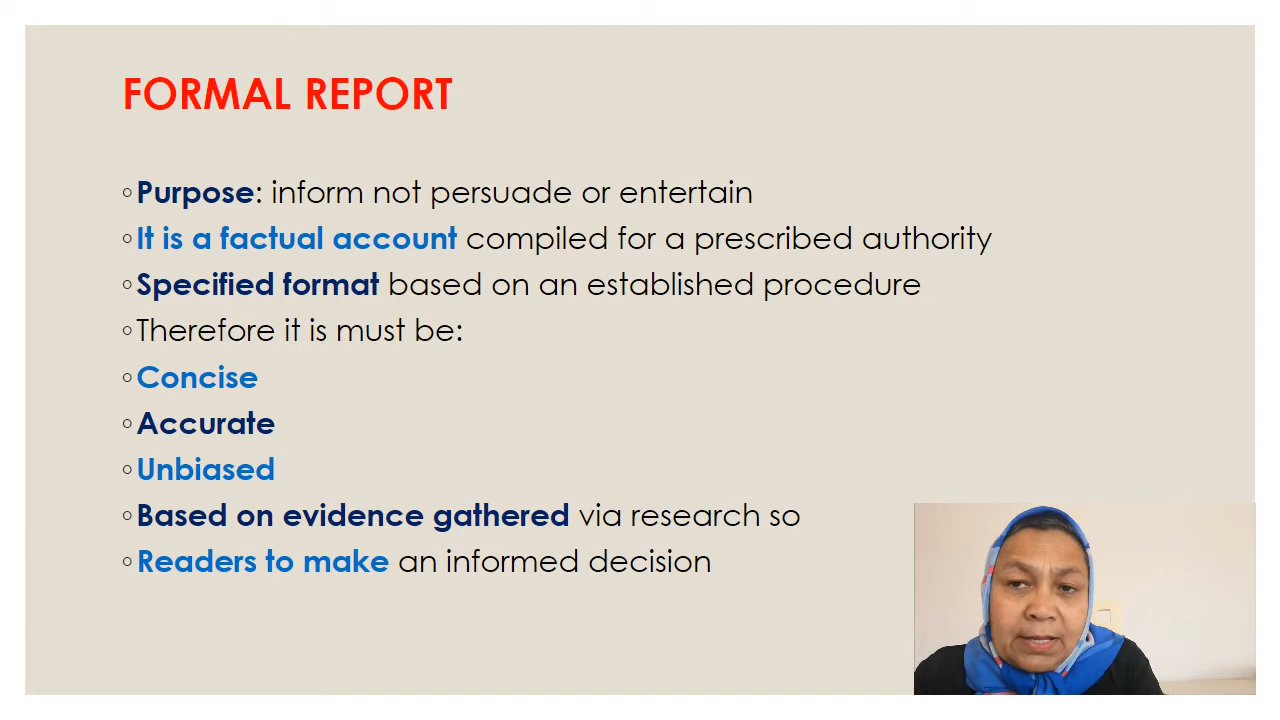 FORMAL REPORT
◦Purpose: inform not persuade or entertain
◦It is a factual account compiled for a prescribed authority
◦Specified format based on an established procedure
◦Therefore it is must be:
◦Concise
◦Accurate
◦Unbiased
◦Based on evidence gathered via research so
◦Readers to make an informed decision